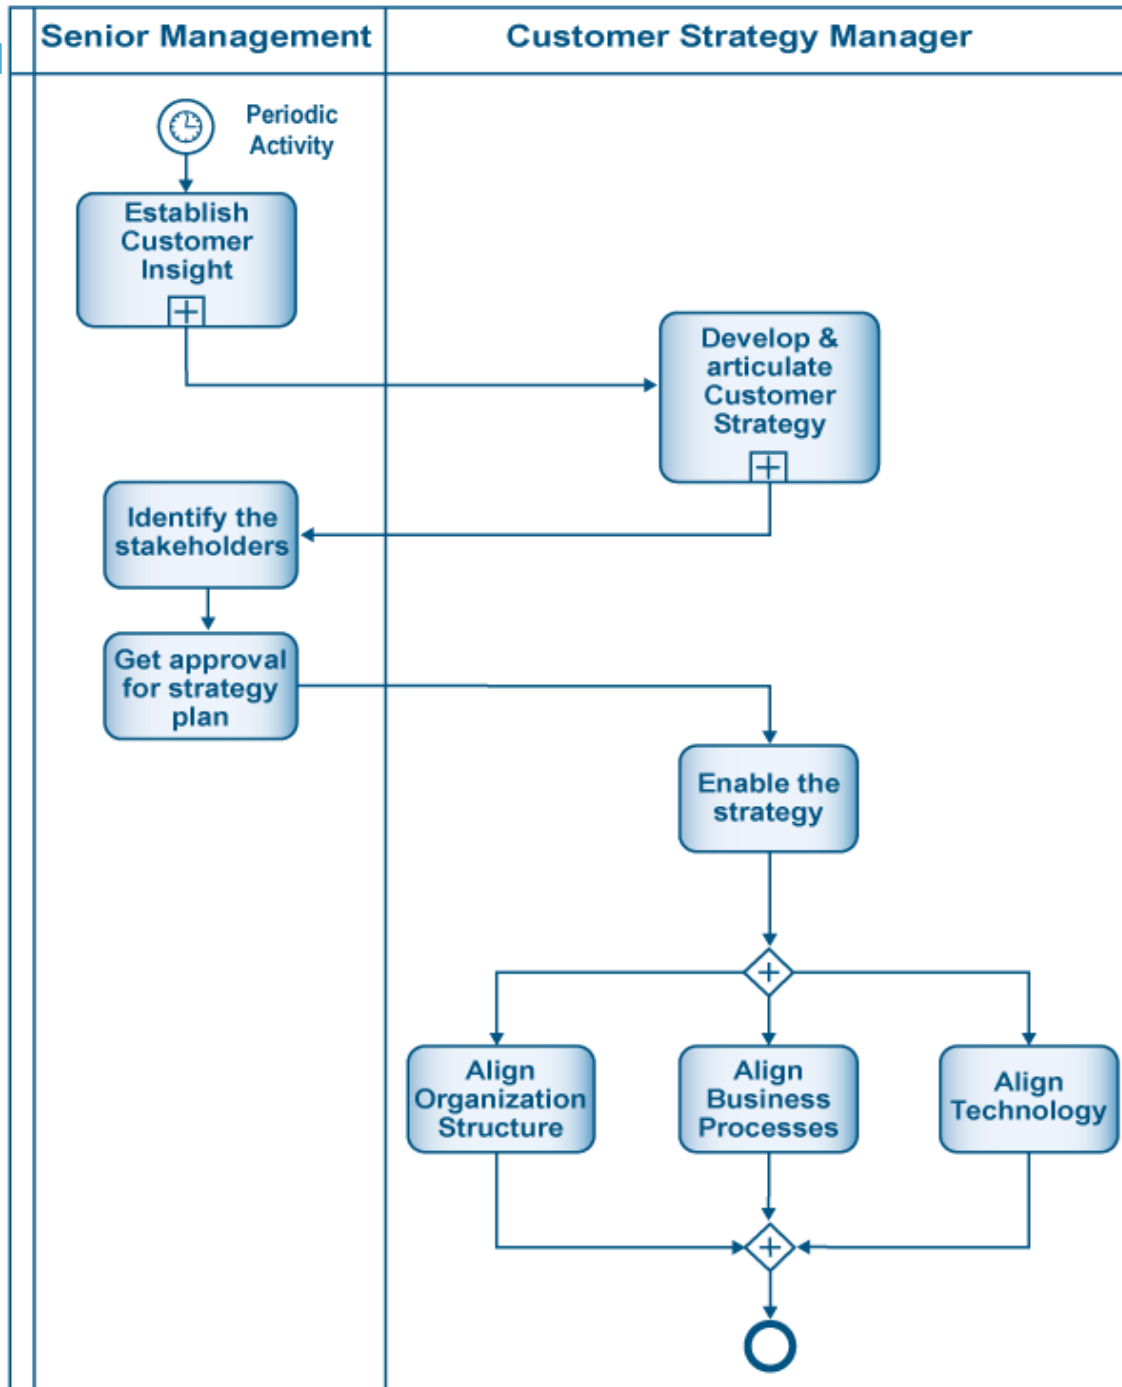 Senior Management
Customer Strategy Manager
Periodic
Activity
Establish
Customer
Insight
Develop &
articulate
Customer
Strategy
Identify the
stakeholders
Get approval
for strategy
plan
Enable the
strategy
Align
Organization
Structure
Align
Business
Processes
Align
Technology